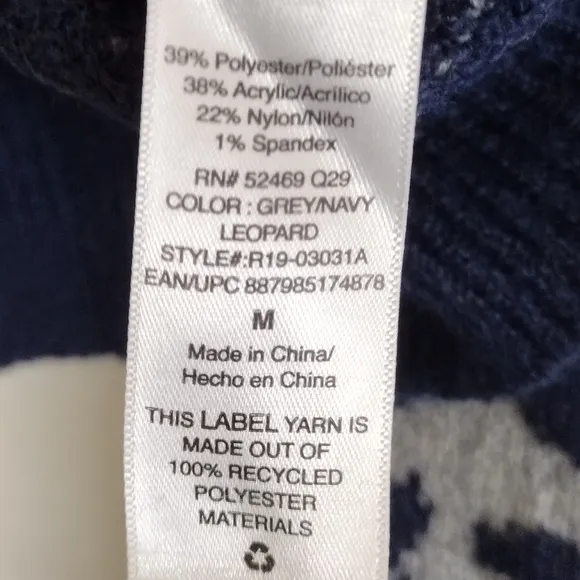 39% Polyester/Poliéster
38% Acrylic/Acrílico
22% Nylon/Nilón
1% Spandex
RN# 52469 Q29
COLOR : GREY/NAVY
LEOPARD
STYLE#:R19-03031A
EAN/UPC 887985174878
M
Made in China/
Hecho en China
THIS LABEL YARN IS
MADE OUT OF
100% RECYCLED
POLYESTER
MATERIALS